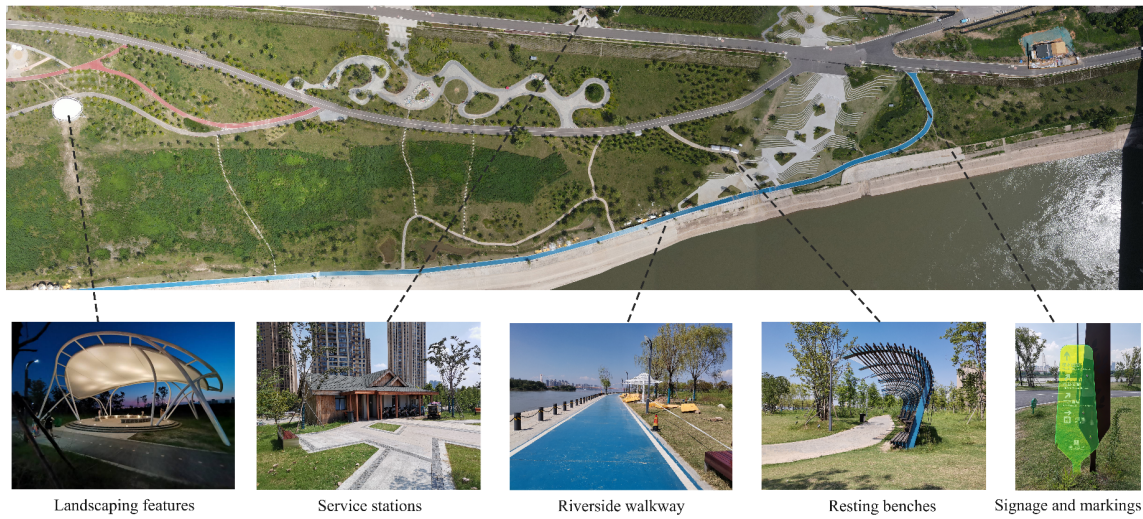 Landscaping features
Service stations
Riverside walkway
Resting benches
Signage and markings